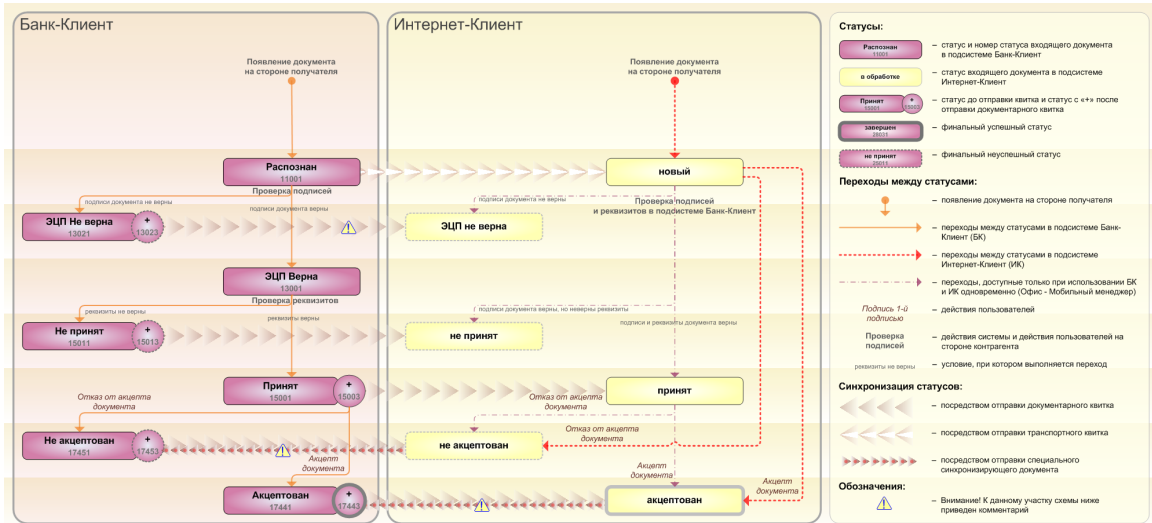 Банк-Клиент
Появление документа
на стороне получателя
Распознан
11001
Проверка подписей
подписи документа не верны
подписи документа верны
ЭЦП Не верна
13021
+
13023
ЭЦП Верна
13001
Проверка реквизитов
реквизиты не верны
реквизиты верны
Не принят
15011
+
15013
Принят
15001
+
15003
Отказ от акцепта
документа
Не акцептован
17451
+
17453
Акцепт
документа
Акцептован
17441
+
17443
Интернет-Клиент
Появление документа
на стороне получателя
новый
подписи документа не верны
Проверка подписей
и реквизитов в подсистеме Банк-Клиент
ЭЦП не верна
подписи документа верны, но неверны реквизиты
подписи и реквизиты документа верны
не принят
принят
Отказ от акцепта
документа
Отказ от акцепта
документа
не акцептован
Акцепт
документа
Акцепт
документа
акцептован
Статусы:
Распознан
11001
– статус и номер статуса входящего документа
в подсистеме Банк-Клиент
в обработке
– статус входящего документа в подсистеме
Интернет-Клиент
Принят
15001
+
15003
– статус до отправки квитка и статус с «+» после
отправки документарного квитка
завершен
28031
– финальный успешный статус
не принят
– финальный неуспешный статус
Переходы между статусами:
– появление документа на стороне получателя
– переходы между статусами в подсистеме Банк-
Клиент (БК)
– переходы между статусами в подсистеме
Интернет-Клиент (ИК)
– переходы, доступные только при использовании БК
и ИК одновременно (Офис - Мобильный менеджер)
Подпись 1-й
подписью
– действия пользователей
Проверка
подписей
– действия системы и действия пользователей на
стороне контрагента
реквизиты не верны
– условие, при котором выполняется переход
Синхронизация статусов:
– посредством отправки документарного квитка
– посредством отправки транспортного квитка
– посредством отправки специального
синхронизирующего документа
Обозначения:
– Внимание! К данному участку схемы ниже
приведен комментарий